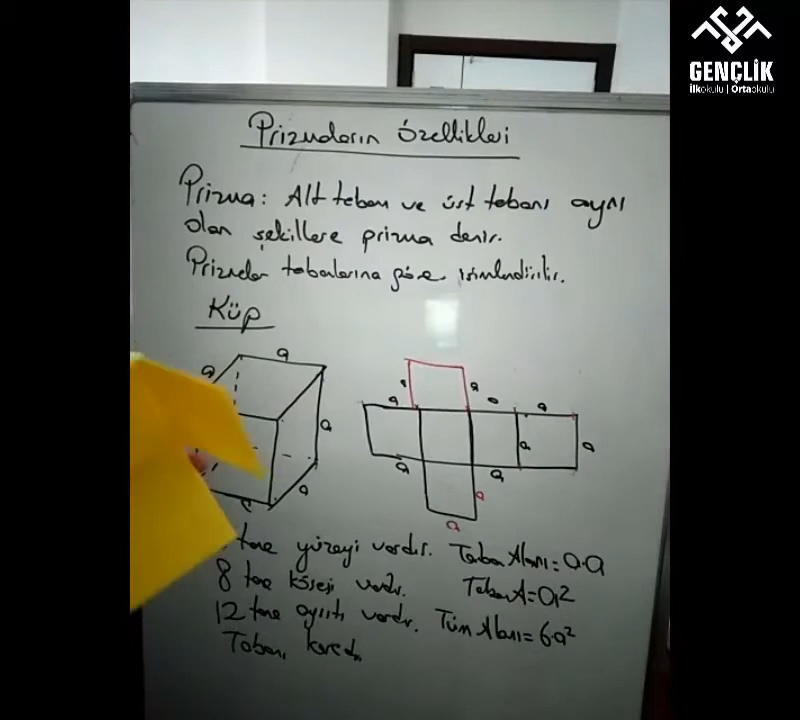 GENÇLİK
İlkokulu | Ortaokulu
Prizmaların Özellikleri
Prizma: Alt taban ve üst tabanı aynı
olan şekillere prizma denir.
Prizmalar tabanlarına göre isimlendirilir.
Küp
a
a
a
a
a
a
a
a
a
a
a
a
a
a
tane yüzeyi vardır. Taban Alanı = a.a
8 tane köşesi vardır. Taban A = a²
12 tane ayrıtı vardır. Tüm Alanı = 6a²
Tabanı karedir